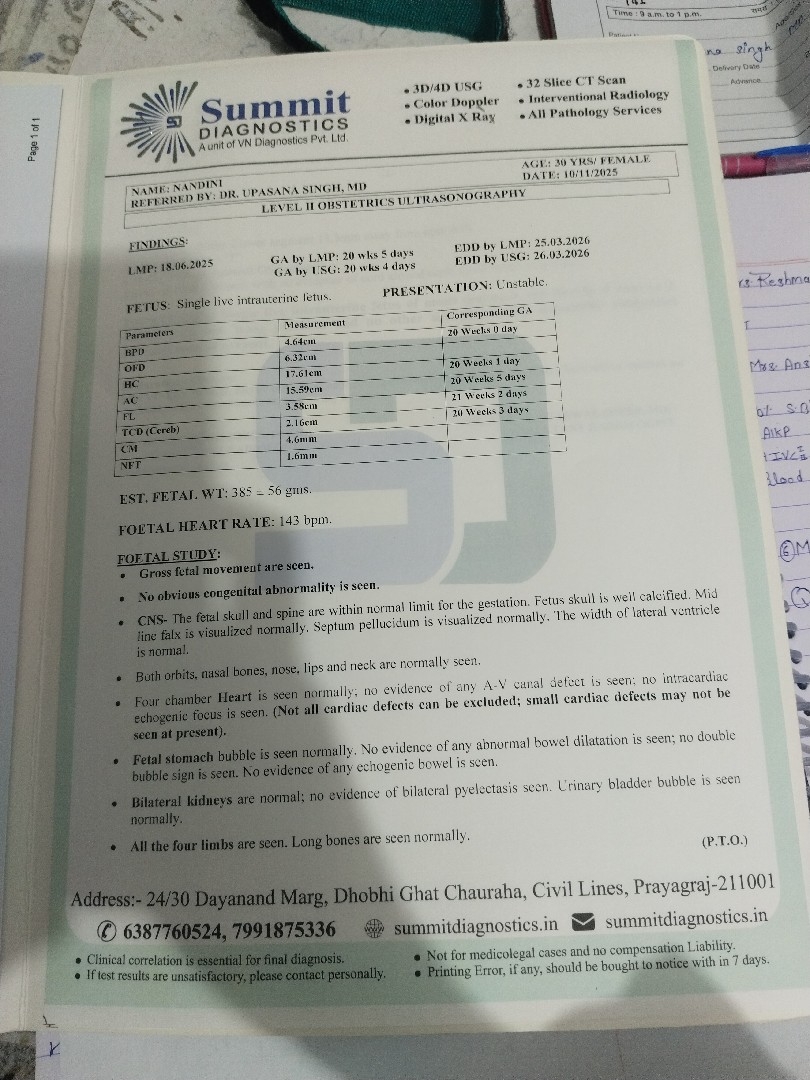 Time : 9 a.m. to 1 p.m.
singh
Delivery Date
Advance
Page 1 of 1
Summit
DIAGNOSTICS
A unit of VN Diagnostics Pvt. Ltd.
• 3D/4D USG
• Color Doppler
• Digital X Ray
• 32 Slice CT Scan
• Interventional Radiology
• All Pathology Services
NAME: NANDINI
AGE: 30 YRS/ FEMALE
REFERRED BY: DR. UPASANA SINGH, MD
DATE: 10/11/2025
LEVEL II OBSTETRICS ULTRASONOGRAPHY
FINDINGS:
LMP: 18.06.2025
GA by LMP: 20 wks 5 days
GA by USG: 20 wks 4 days
EDD by LMP: 25.03.2026
EDD by USG: 26.03.2026
FETUS: Single live intrauterine fetus.
PRESENTATION: Unstable.
Parameters Measurement Corresponding GA
BPD 4.64cm 20 Weeks 0 day
OFD 6.32cm
HC 17.61cm 20 Weeks 1 day
AC 15.59cm 20 Weeks 5 days
FL 3.58cm 21 Weeks 2 days
TCD (Cereb) 2.16cm 20 Weeks 3 days
CM 4.6mm
NFT 1.6mm
EST. FETAL WT: 385 = 56 gms.
FOETAL HEART RATE: 143 bpm.
FOETAL STUDY:
• Gross fetal movement are seen.
• No obvious congenital abnormality is seen.
• CNS- The fetal skull and spine are within normal limit for the gestation. Fetus skull is well calcified. Mid
line falx is visualized normally. Septum pellucidum is visualized normally. The width of lateral ventricle
is normal.
• Both orbits, nasal bones, nose, lips and neck are normally seen.
• Four chamber Heart is seen normally; no evidence of any A-V canal defect is seen; no intracardiac
echogenic focus is seen. (Not all cardiac defects can be excluded; small cardiac defects may not be
seen at present).
• Fetal stomach bubble is seen normally. No evidence of any abnormal bowel dilatation is seen; no double
bubble sign is seen. No evidence of any echogenic bowel is seen.
• Bilateral kidneys are normal; no evidence of bilateral pyelectasis seen. Urinary bladder bubble is seen
normally.
• All the four limbs are seen. Long bones are seen normally.
(P.T.O.)
Address:- 24/30 Dayanand Marg, Dhobhi Ghat Chauraha, Civil Lines, Prayagraj-211001
6387760524, 7991875336 summitdiagnostics.in summitdiagnostics.in
• Clinical correlation is essential for final diagnosis.
• If test results are unsatisfactory, please contact personally.
• Not for medicolegal cases and no compensation Liability.
• Printing Error, if any, should be bought to notice with in 7 days.
Reshma
Mrs. Ans